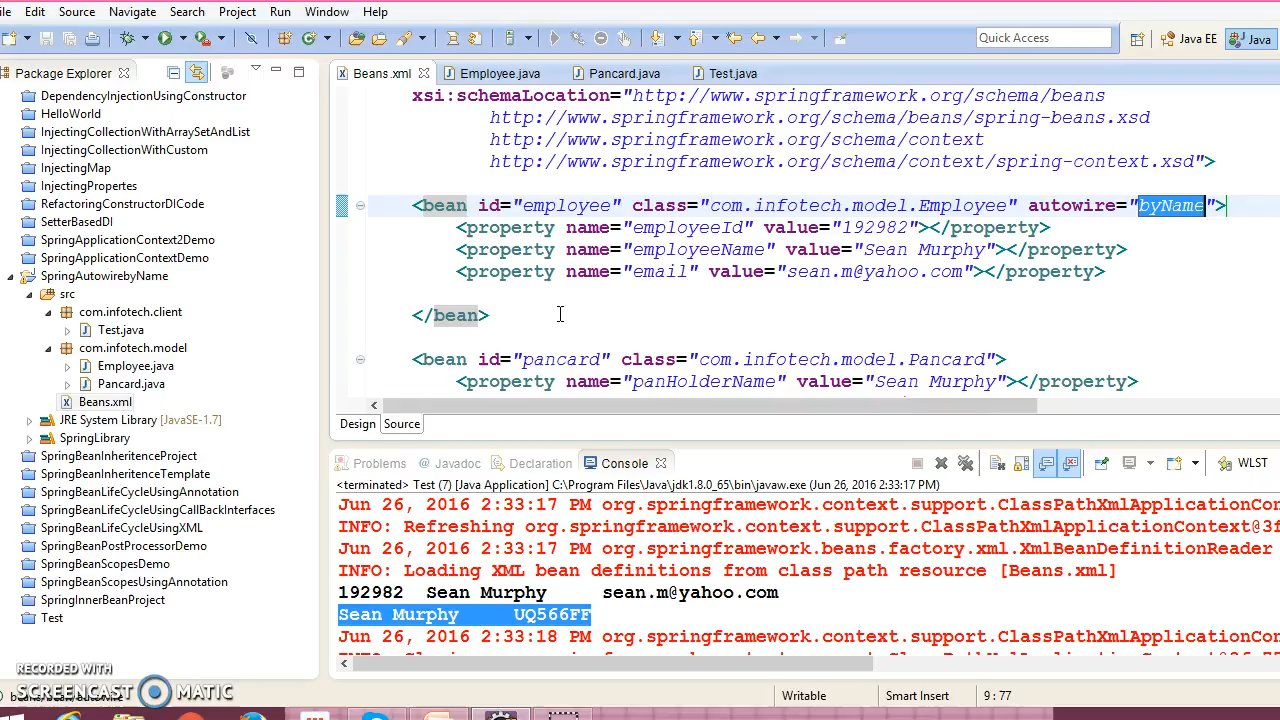 ile Edit Source Navigate Search Project Run Window Help
Quick Access
Java EE
Java
Package Explorer
DependencyInjectionUsingConstructor
HelloWorld
InjectingCollectionWithArraySetAndList
InjectingCollectionWithCustom
InjectingMap
InjectingPropertes
RefactoringConstructorDICode
SetterBasedDI
SpringApplicationContext2Demo
SpringApplicationContextDemo
SpringAutowirebyName
src
com.infotech.client
Test.java
com.infotech.model
Employee.java
Pancard.java
Beans.xml
JRE System Library [JavaSE-1.7]
SpringLibrary
SpringBeanInheritenceProject
SpringBeanInheritenceTemplate
SpringBeanLifeCycleUsingAnnotation
SpringBeanLifeCycleUsingCallBackInterfaces
SpringBeanLifeCycleUsingXML
SpringBeanPostProcessorDemo
SpringBeanScopesDemo
SpringBeanScopesUsingAnnotation
SpringInnerBeanProject
Test
Beans.xml Employee.java Pancard.java Test.java
xsi:schemaLocation="http://www.springframework.org/schema/beans
http://www.springframework.org/schema/beans/spring-beans.xsd
http://www.springframework.org/schema/context
http://www.springframework.org/schema/context/spring-context.xsd">
<bean id="employee" class="com.infotech.model.Employee" autowire="byName">
<property name="employeeId" value="192982"></property>
<property name="employeeName" value="Sean Murphy"></property>
<property name="email" value="sean.m@yahoo.com"></property>
</bean>
<bean id="pancard" class="com.infotech.model.Pancard">
<property name="panHolderName" value="Sean Murphy"></property>
Design Source
Problems Javadoc Declaration Console
WLST
<terminated> Test (7) [Java Application] C:\Program Files\Java\jdk1.8.0_65\bin\javaw.exe (Jun 26, 2016 2:33:17 PM)
Jun 26, 2016 2:33:17 PM org.springframework.context.support.ClassPathXmlApplicationCon
INFO: Refreshing org.springframework.context.support.ClassPathXmlApplicationContext@3f
Jun 26, 2016 2:33:17 PM org.springframework.beans.factory.xml.XmlBeanDefinitionReader
INFO: Loading XML bean definitions from class path resource [Beans.xml]
192982 Sean Murphy sean.m@yahoo.com
Sean Murphy UQ566FF
Jun 26, 2016 2:33:18 PM org.springframework.context.support.ClassPathXmlApplicationCon
RECORDED WITH
SCREENCAST MATIC
Writable
Smart Insert
9 : 77